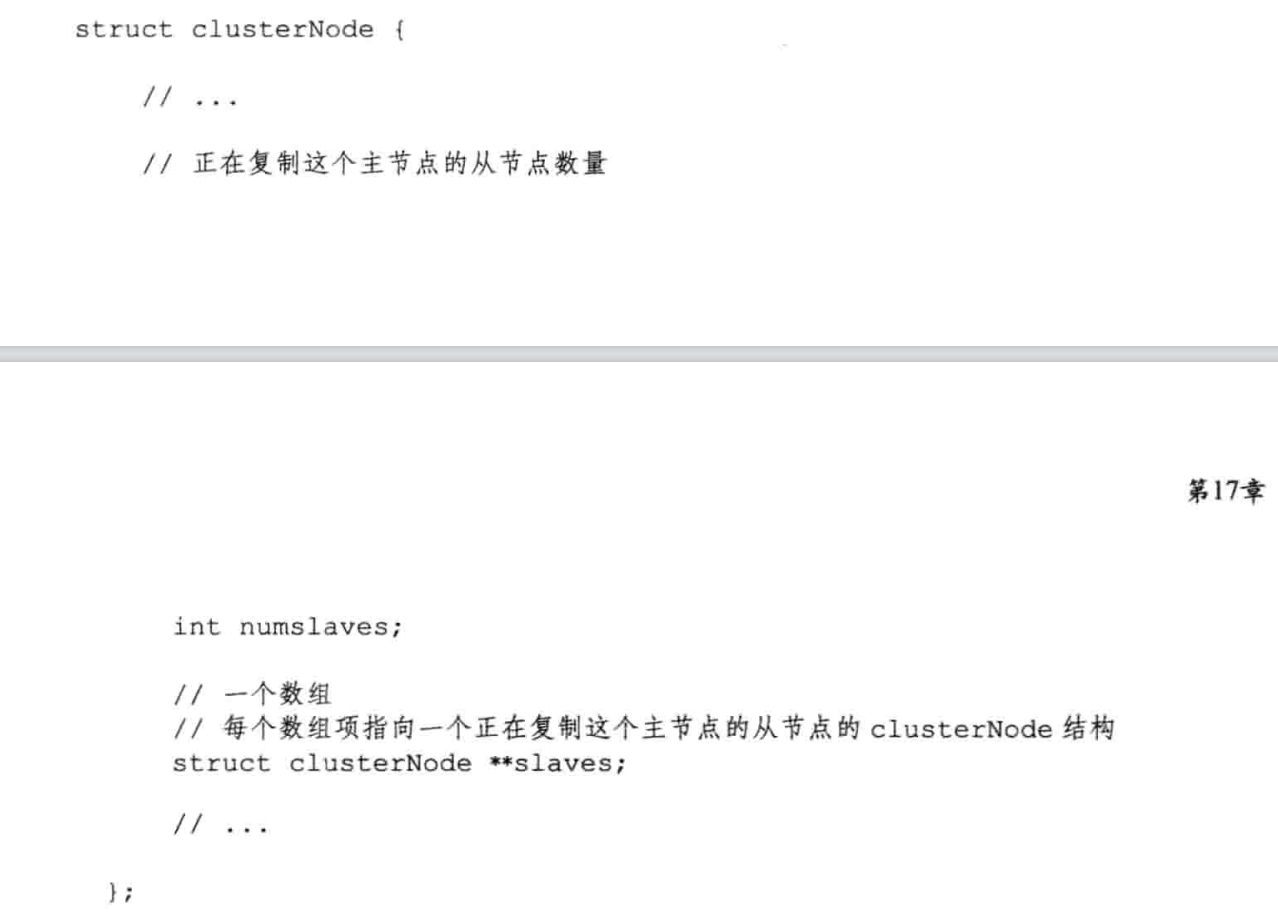 struct clusterNode {
// ...
// 正在复制这个主节点的从节点数量
第17章
int numslaves;
// 一个数组
// 每个数组项指向一个正在复制这个主节点的从节点的 clusterNode 结构
struct clusterNode **slaves;
// ...
};